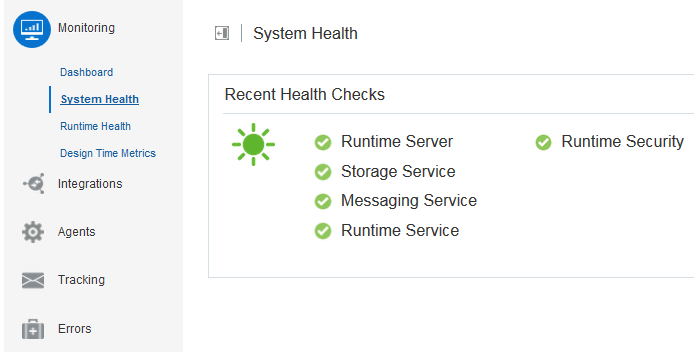 Monitoring
Dashboard
System Health
Runtime Health
Design Time Metrics
Integrations
Agents
Tracking
Errors
System Health
Recent Health Checks
Runtime Server
Storage Service
Messaging Service
Runtime Service
Runtime Security